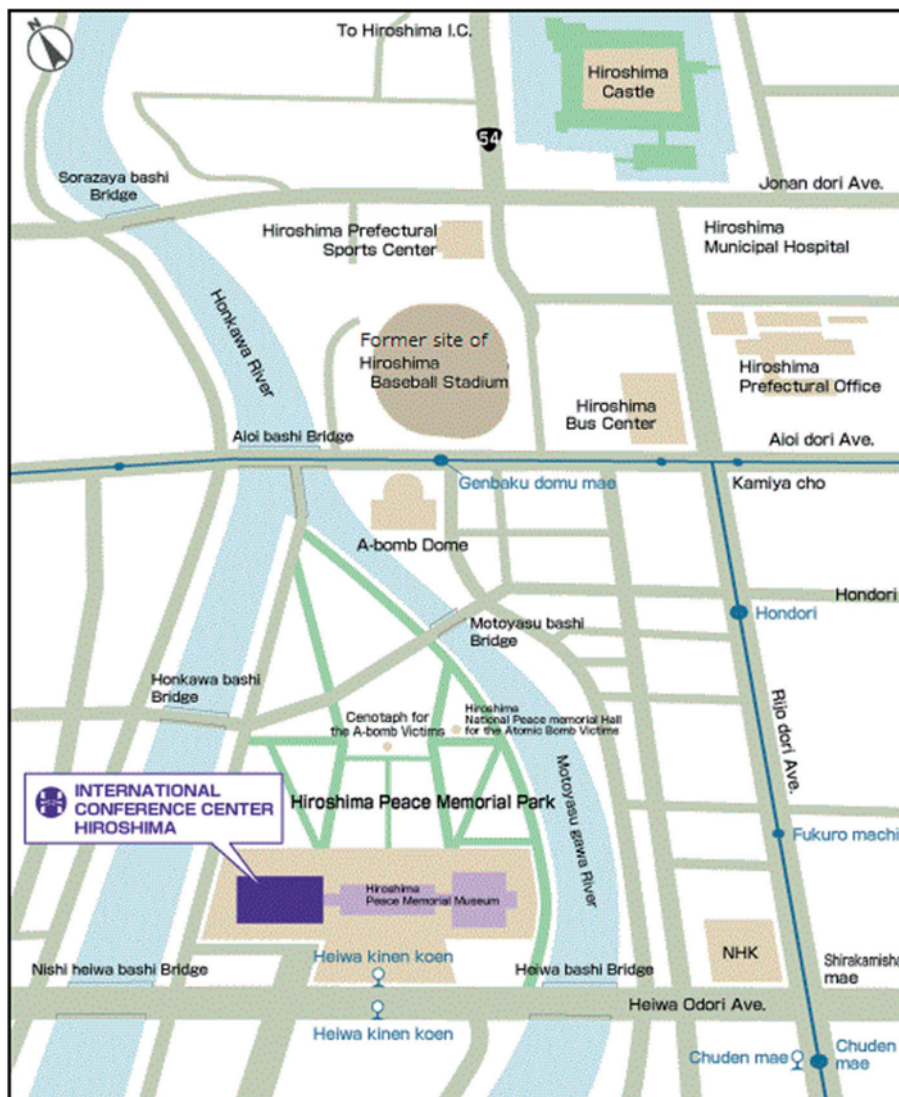 N
To Hiroshima I.C.
Hiroshima
Castle
54
Sorazaya bashi
Bridge
Jonan dori Ave.
Hiroshima Prefectural
Sports Center
Hiroshima
Municipal Hospital
Honkawa River
Former site of
Hiroshima
Baseball Stadium
Hiroshima
Prefectural Office
Hiroshima
Bus Center
Aioi bashi Bridge
Aioi dori Ave.
Genbaku domu mae
Kamiya cho
A-bomb Dome
Hondori
Hondori
Motoyasu bashi
Bridge
Honkawa bashi
Bridge
Rijo dori Ave.
Cenotaph for
the A-bomb Victims
Hiroshima
National Peace memorial Hall
for the Atomic Bomb Victims
Motoyasu gawa River
INTERNATIONAL
CONFERENCE CENTER
HIROSHIMA
Hiroshima Peace Memorial Park
Fukuro machi
Hiroshima
Peace Memorial Museum
NHK
Heiwa kinen koen
Nishi heiwa bashi Bridge
Heiwa bashi Bridge
Shirakamisha
mae
Heiwa Odori Ave.
Heiwa kinen koen
Chuden mae
Chuden
mae